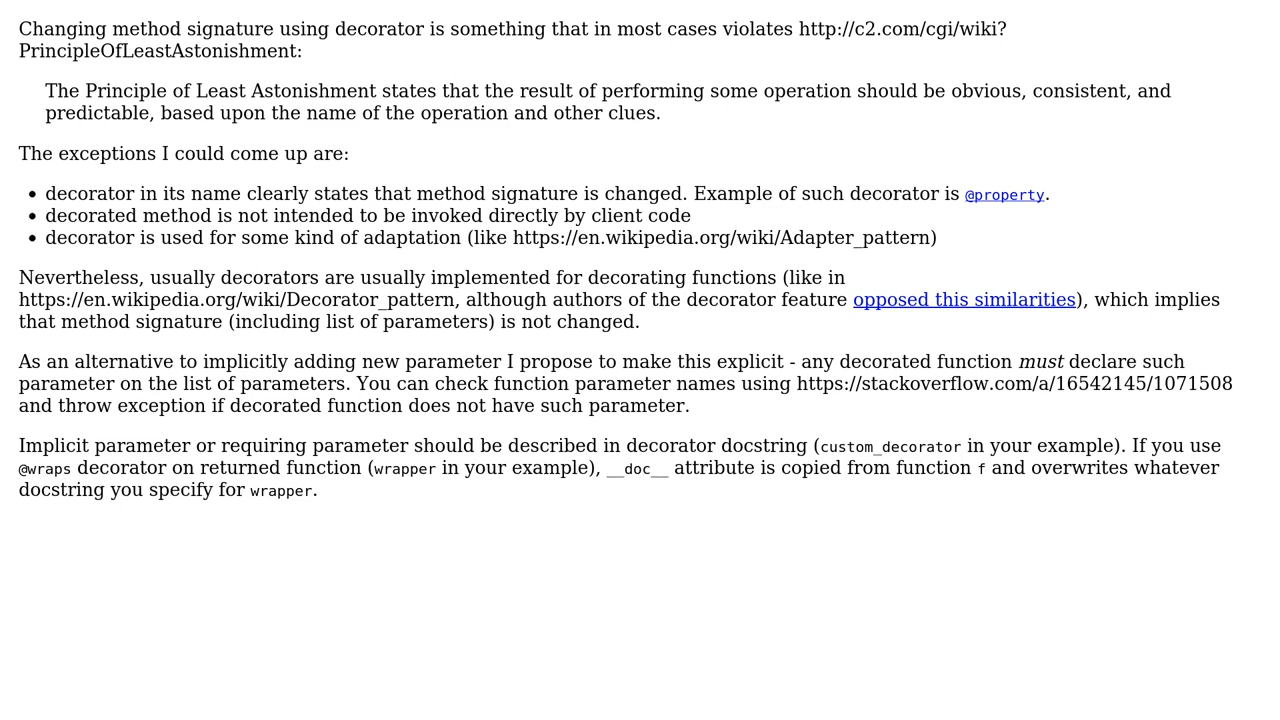 Changing method signature using decorator is something that in most cases violates http://c2.com/cgi/wiki?
PrincipleOfLeastAstonishment:
The Principle of Least Astonishment states that the result of performing some operation should be obvious, consistent, and
predictable, based upon the name of the operation and other clues.
The exceptions I could come up are:
• decorator in its name clearly states that method signature is changed. Example of such decorator is @property.
• decorated method is not intended to be invoked directly by client code
• decorator is used for some kind of adaptation (like https://en.wikipedia.org/wiki/Adapter_pattern)
Nevertheless, usually decorators are usually implemented for decorating functions (like in
https://en.wikipedia.org/wiki/Decorator_pattern, although authors of the decorator feature opposed this similarities), which implies
that method signature (including list of parameters) is not changed.
As an alternative to implicitly adding new parameter I propose to make this explicit - any decorated function must declare such
parameter on the list of parameters. You can check function parameter names using https://stackoverflow.com/a/16542145/1071508
and throw exception if decorated function does not have such parameter.
Implicit parameter or requiring parameter should be described in decorator docstring (custom_decorator in your example). If you use
@wraps decorator on returned function (wrapper in your example), __doc__ attribute is copied from function f and overwrites whatever
docstring you specify for wrapper.